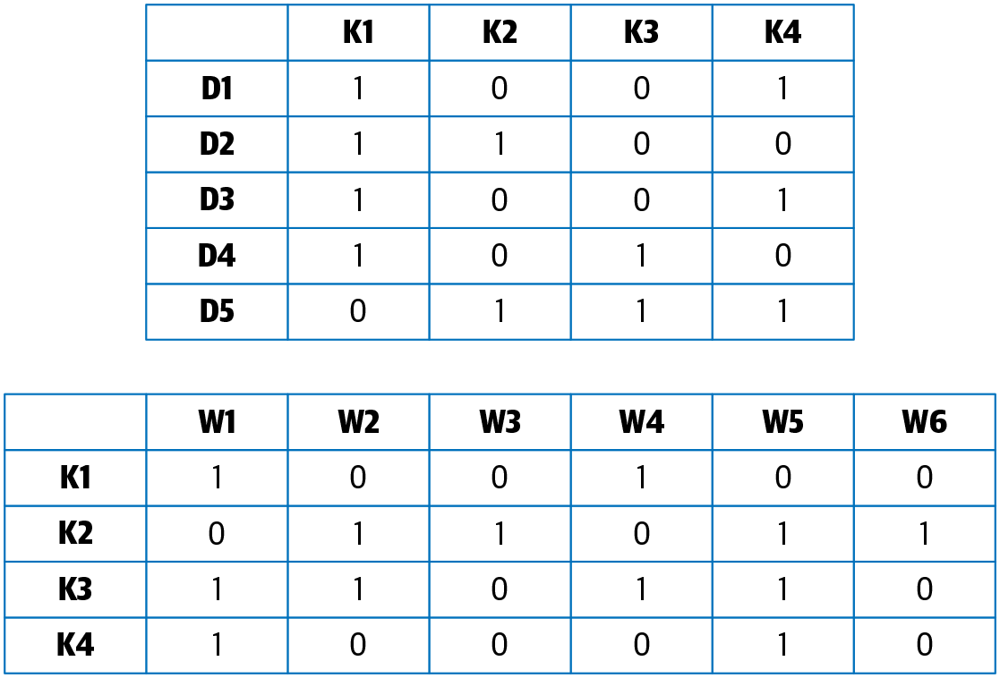 K1 K2 K3 K4
D1 1 0 0 1
D2 1 1 0 0
D3 1 0 0 1
D4 1 0 1 0
D5 0 1 1 1
W1 W2 W3 W4 W5 W6
K1 1 0 0 1 0 0
K2 0 1 1 0 1 1
K3 1 1 0 1 1 0
K4 1 0 0 0 1 0